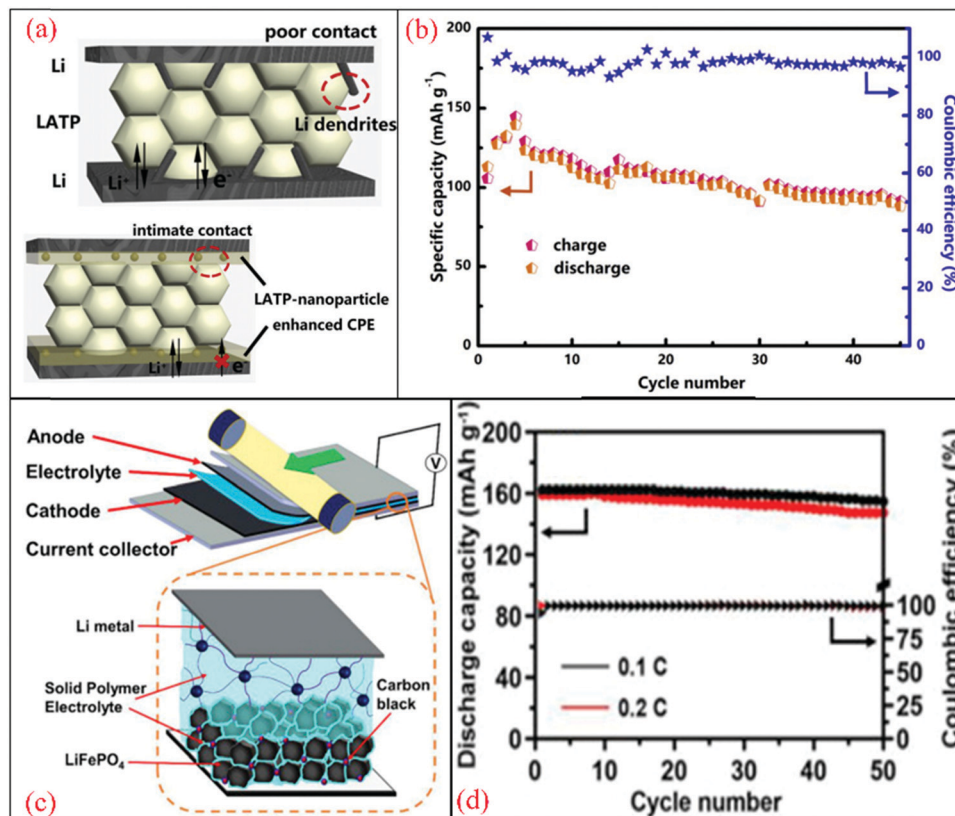 (a)
poor contact
Li
LATP
Li dendrites
Li
Li⁺
e⁻
intimate contact
LATP-nanoparticle
enhanced CPE
Li⁺
e⁻
(b)
Specific capacity (mAh g⁻¹)
200
150
100
50
0
charge
discharge
0
10
20
30
40
Cycle number
100
80
60
40
20
0
Coulombic efficiency (%)
(c)
Anode
Electrolyte
Cathode
Current collector
V
Li metal
Solid Polymer
Electrolyte
Carbon
black
LiFePO₄
(d)
Discharge capacity (mAh g⁻¹)
200
160
120
80
40
0
0.1 C
0.2 C
0
10
20
30
40
50
Cycle number
100
75
50
25
0
Coulombic efficiency (%)